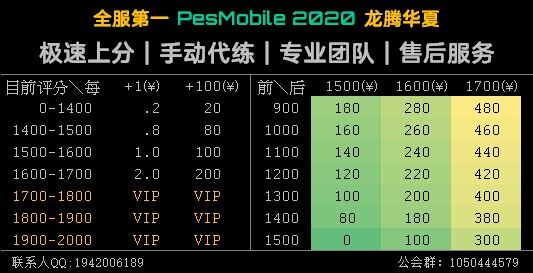 全服第一 PesMobile 2020 龙腾华夏
极速上分|手动代练|专业团队|售后服务
目前评分\每 +1(¥) +100(¥) 前\后 1500(¥) 1600(¥) 1700(¥)
0-1400 .2 20 900 180 280 480
1400-1500 .8 80 1000 160 260 460
1500-1600 1.0 100 1100 140 240 440
1600-1700 2.0 200 1200 120 220 420
1700-1800 VIP VIP 1300 100 200 400
1800-1900 VIP VIP 1400 80 180 380
1900-2000 VIP VIP 1500 0 100 300
联系人QQ:1942006189 公会群: 1050444579